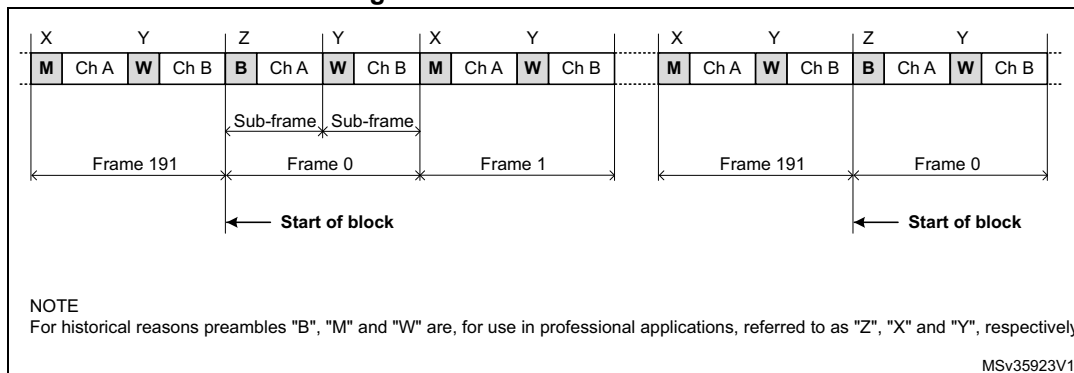 X Y Z Y X Y X Y Z Y
M Ch A W Ch B B Ch A W Ch B M Ch A W Ch B M Ch A W Ch B B Ch A W Ch B
Sub-frame Sub-frame
Frame 191 Frame 0 Frame 1 Frame 191 Frame 0
Start of block Start of block
NOTE
For historical reasons preambles "B", "M" and "W" are, for use in professional applications, referred to as "Z", "X" and "Y", respectively
MSv35923V1